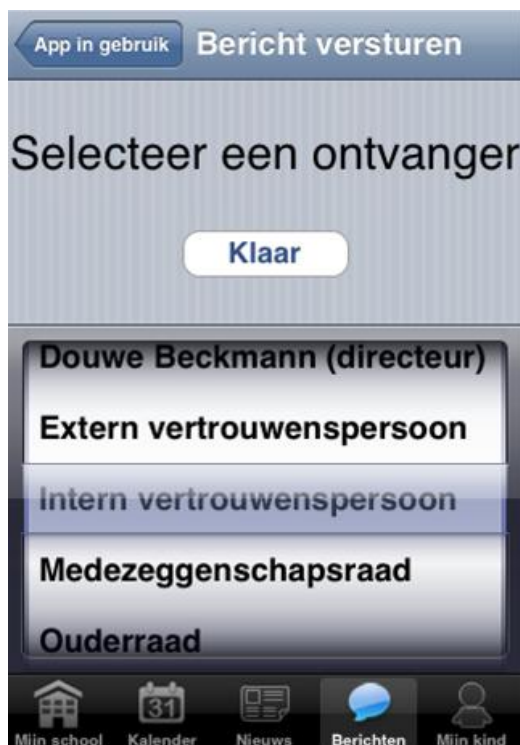 App in gebruik Bericht versturen
Selecteer een ontvanger
Klaar
Douwe Beckmann (directeur)
Extern vertrouwenspersoon
Intern vertrouwenspersoon
Medezeggenschapsraad
Ouderraad
31
Mijn school Kalender Nieuws Berichten Mijn kind